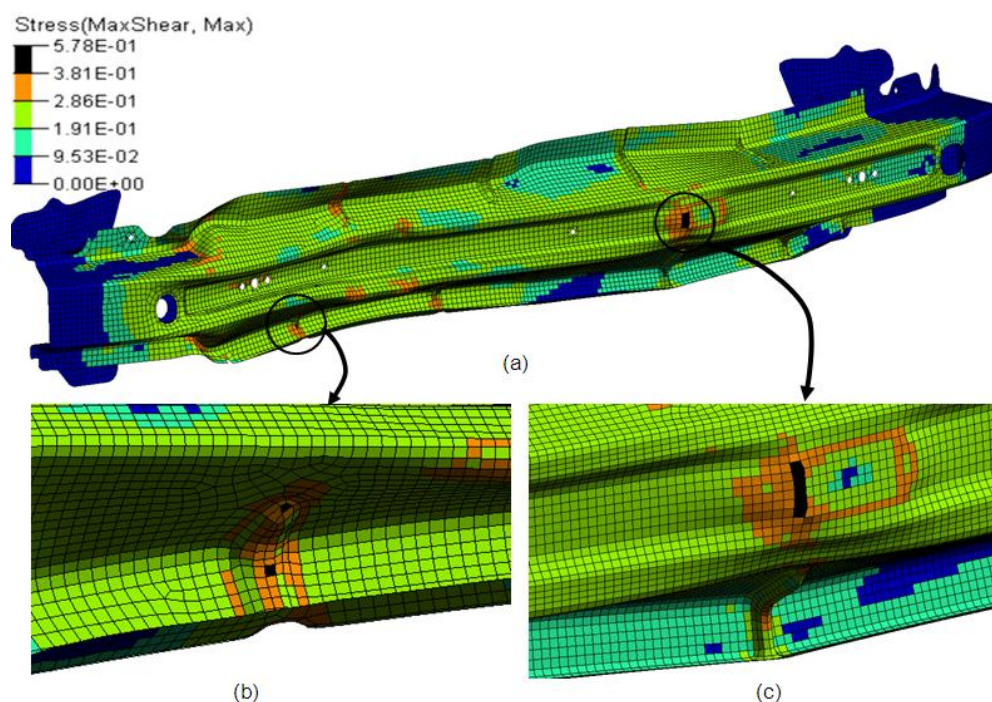 Stress(MaxShear, Max)
5.78E-01
3.81E-01
2.86E-01
1.91E-01
9.53E-02
0.00E+00
(a)
(b)
(c)